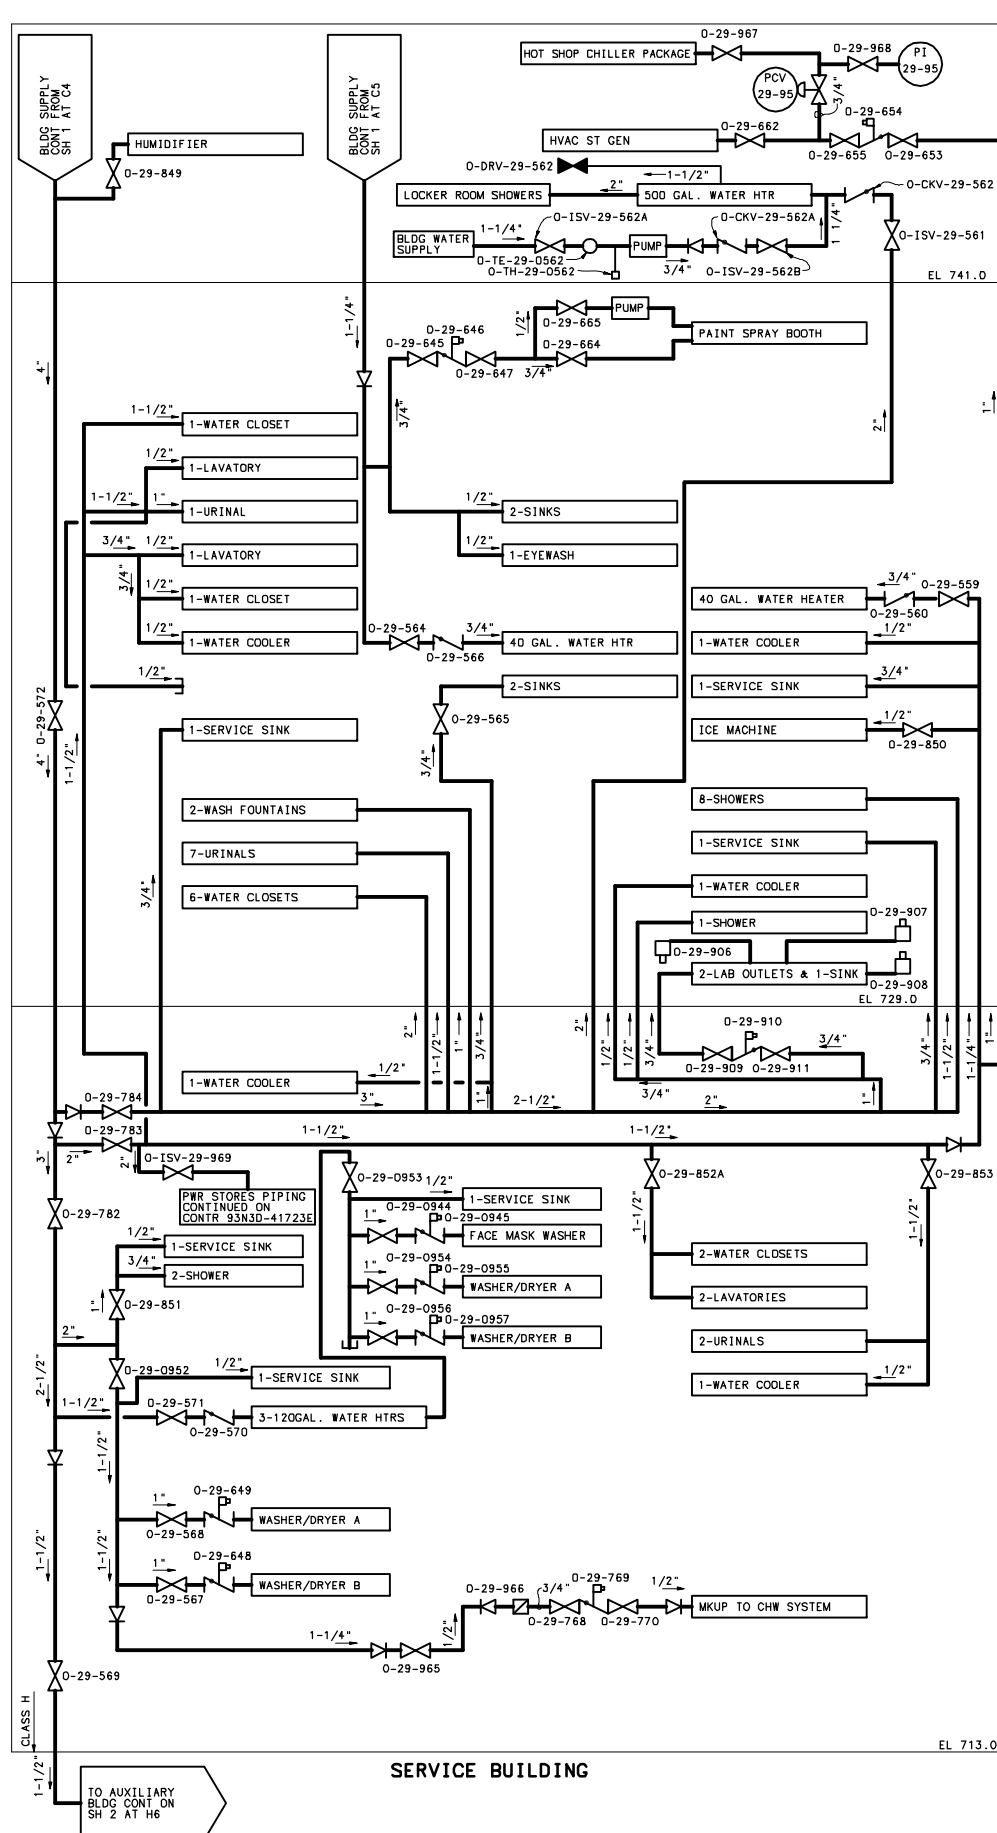 BLDG SUPPLY
CONT FROM
SH 1 AT C4
BLDG SUPPLY
CONT FROM
SH 1 AT C5
0-29-967
HOT SHOP CHILLER PACKAGE
0-29-968
PI
29-95
PCV
29-95
3/4"
0-29-654
0-29-662
HVAC ST GEN
0-29-655
0-29-653
HUMIDIFIER
0-29-849
0-DRV-29-562
1-1/2"
0-CKV-29-562
LOCKER ROOM SHOWERS
2"
500 GAL. WATER HTR
0-ISV-29-562A
0-CKV-29-562A
1 1/4"
0-ISV-29-561
BLDG WATER
SUPPLY
1-1/4"
PUMP
0-TE-29-0562
0-TH-29-0562
3/4"
0-ISV-29-562B
EL 741.0
1-1/4"
0-29-646
0-29-645
0-29-647
1/2"
0-29-665
PUMP
0-29-664
3/4"
PAINT SPRAY BOOTH
4"
3/4"
2"
1"
1-1/2"
1-WATER CLOSET
1/2"
1-LAVATORY
1-1/2"
1"
1-URINAL
1/2"
2-SINKS
3/4"
1/2"
1-LAVATORY
1/2"
1-EYEWASH
3/4"
1/2"
1-WATER CLOSET
40 GAL. WATER HEATER
3/4"
0-29-559
0-29-560
1/2"
1-WATER COOLER
0-29-564
0-29-566
3/4"
40 GAL. WATER HTR
1-WATER COOLER
1/2"
1/2"
2-SINKS
1-SERVICE SINK
3/4"
0-29-572
4"
1-1/2"
0-29-565
3/4"
1-SERVICE SINK
ICE MACHINE
1/2"
0-29-850
2-WASH FOUNTAINS
8-SHOWERS
7-URINALS
1-SERVICE SINK
3/4"
6-WATER CLOSETS
1-WATER COOLER
1-SHOWER
0-29-907
0-29-906
2-LAB OUTLETS & 1-SINK
0-29-908
EL 729.0
2"
1-1/2"
1"
3/4"
2"
1/2"
1/2"
3/4"
0-29-910
3/4"
0-29-909
0-29-911
3/4"
1-1/2"
1-1/4"
1"
1-WATER COOLER
1/2"
3/4"
0-29-784
3"
1"
2-1/2"
2"
1"
0-29-783
1-1/2"
1-1/2"
3"
2"
2"
0-ISV-29-969
0-29-0953
1/2"
0-29-852A
0-29-853
PWR STORES PIPING
CONTINUED ON
CONTR 93N3D-41723E
1-SERVICE SINK
0-29-782
0-29-0944
1"
0-29-0945
FACE MASK WASHER
1-1/2"
1-1/2"
1/2"
1-SERVICE SINK
3/4"
2-SHOWER
0-29-0954
1"
0-29-0955
WASHER/DRYER A
2-WATER CLOSETS
1"
0-29-851
0-29-0956
1"
0-29-0957
WASHER/DRYER B
2-LAVATORIES
2"
2-URINALS
0-29-0952
1/2"
1-SERVICE SINK
1-WATER COOLER
1/2"
2-1/2"
1-1/2"
0-29-571
0-29-570
3-120GAL. WATER HTRS
1-1/2"
0-29-649
1"
WASHER/DRYER A
0-29-568
1-1/2"
1-1/2"
0-29-648
1"
WASHER/DRYER B
0-29-567
0-29-966
3/4"
0-29-769
1/2"
MKUP TO CHW SYSTEM
0-29-768
0-29-770
1/2"
1-1/4"
0-29-965
0-29-569
CLASS H
EL 713.0
1-1/2"
SERVICE BUILDING
TO AUXILIARY
BLDG CONT ON
SH 2 AT H6